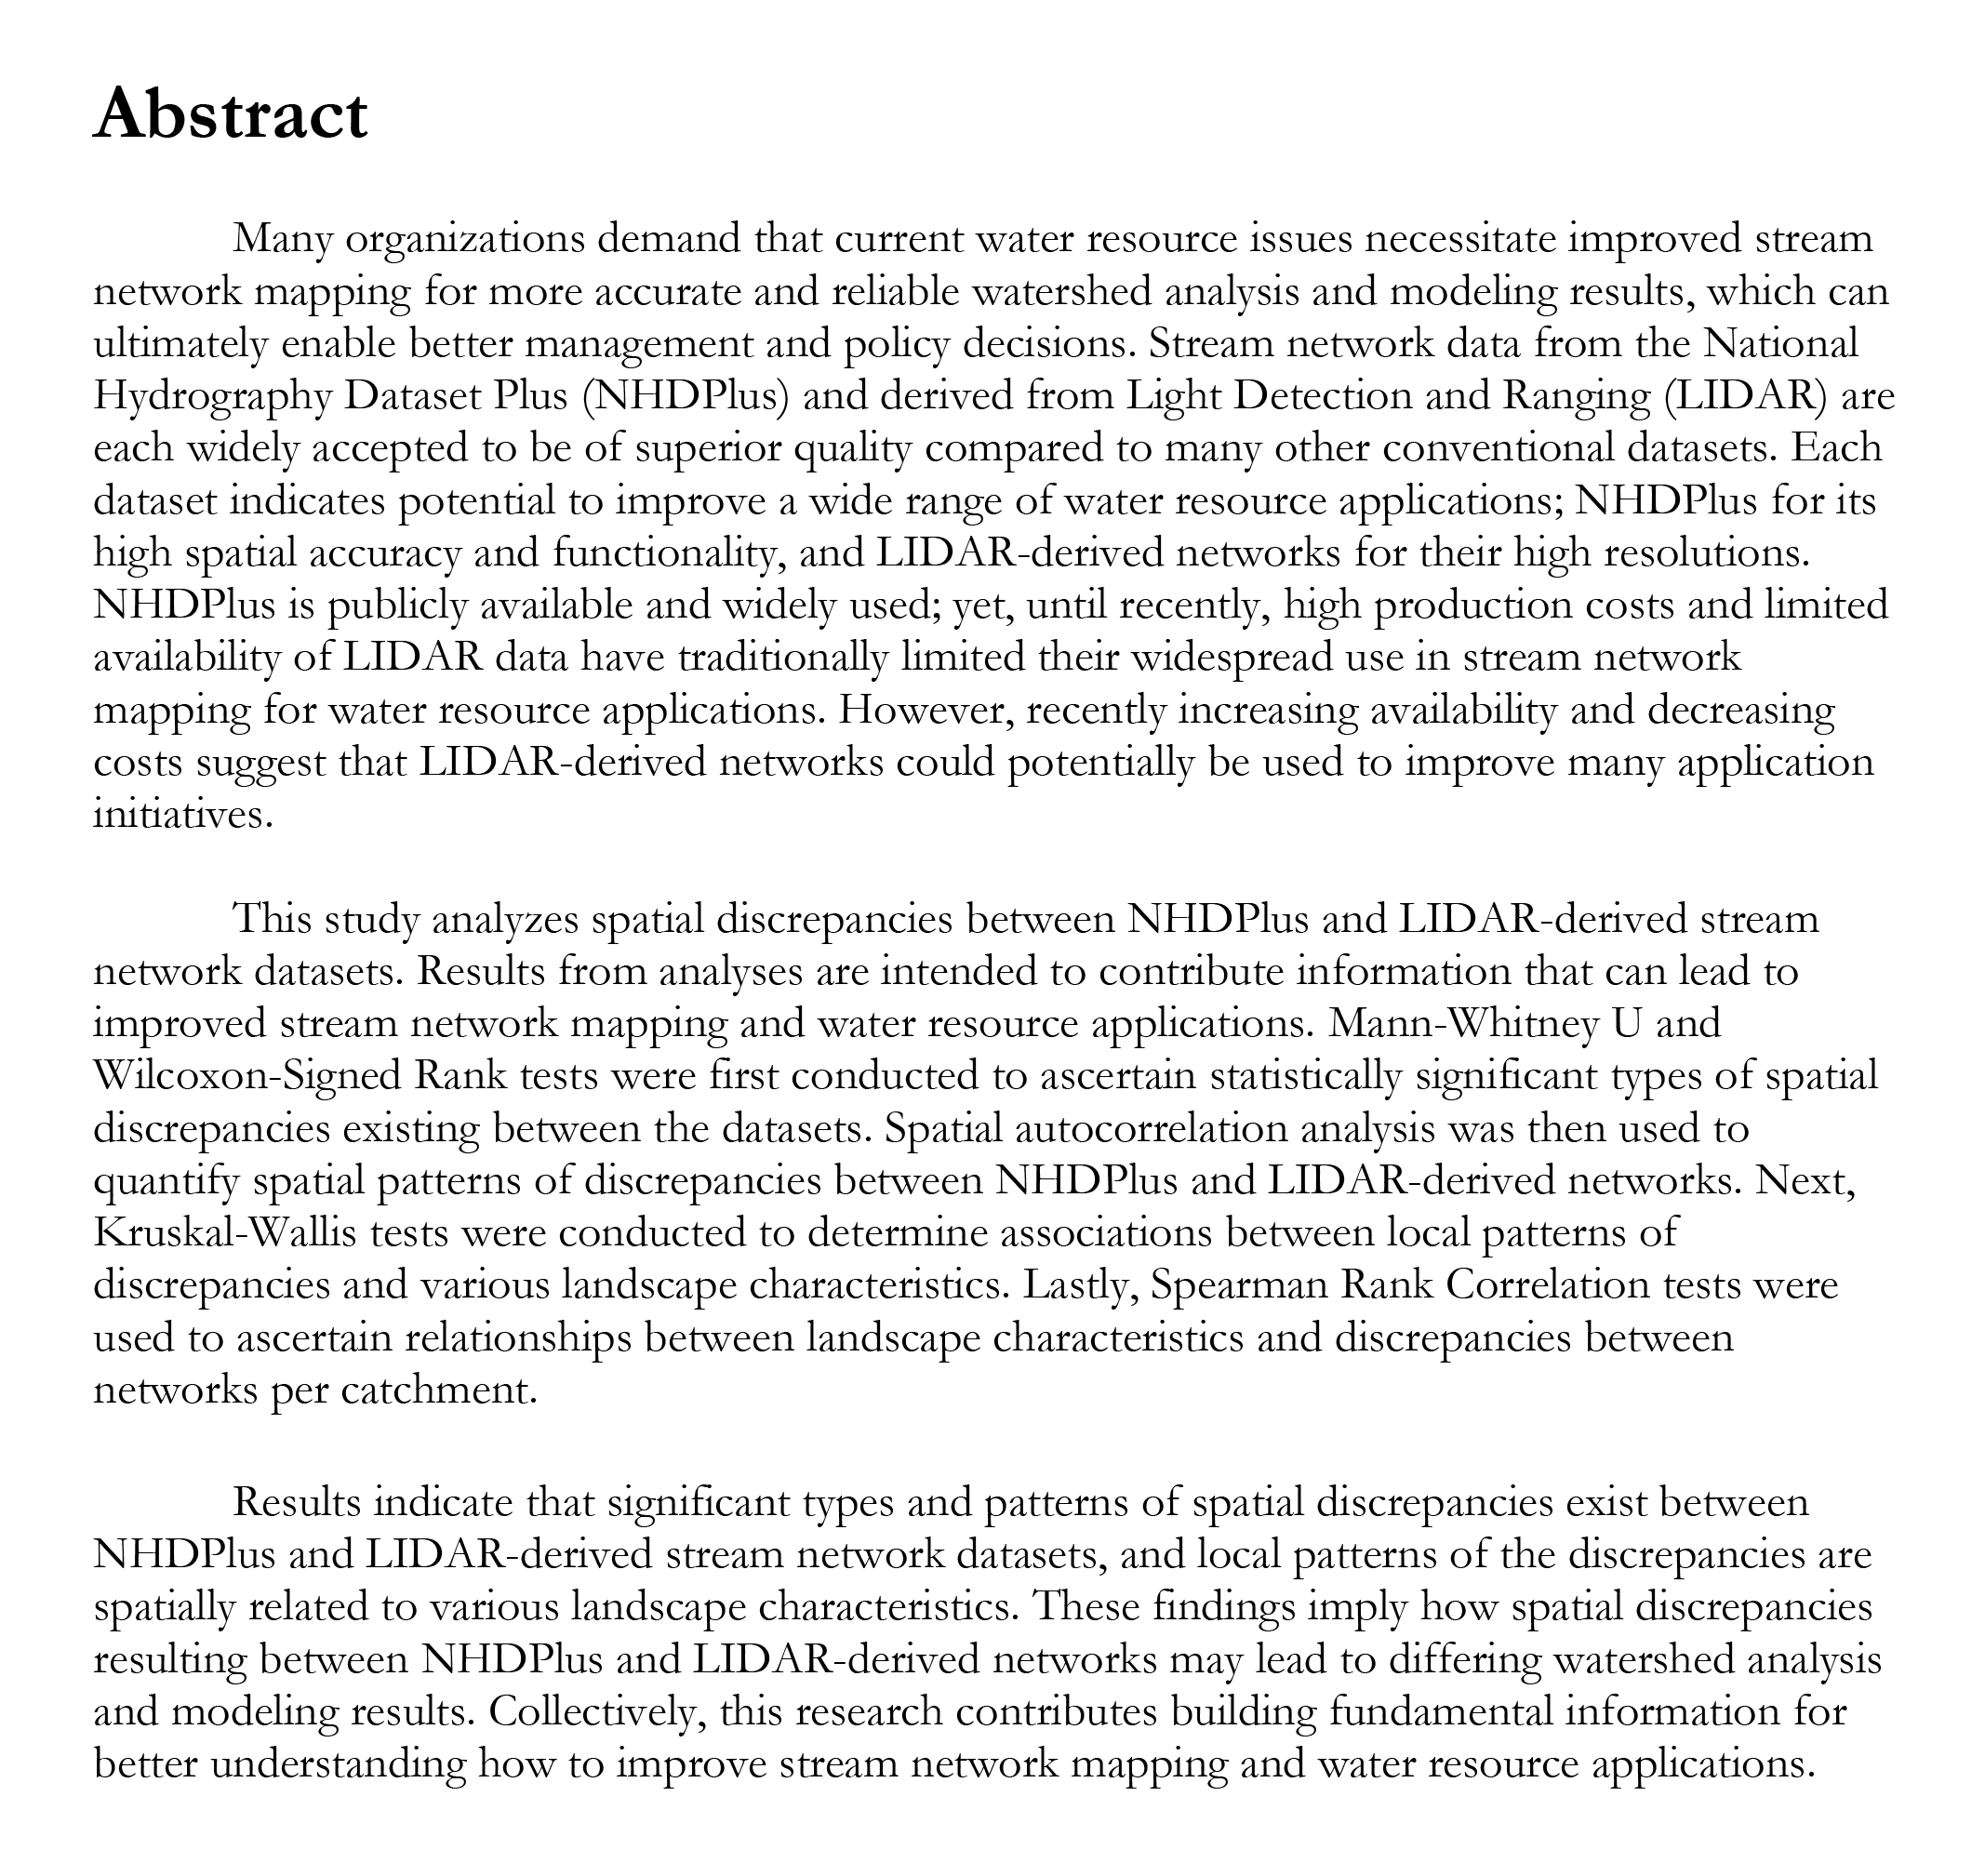 Abstract
Many organizations demand that current water resource issues necessitate improved stream
network mapping for more accurate and reliable watershed analysis and modeling results, which can
ultimately enable better management and policy decisions. Stream network data from the National
Hydrography Dataset Plus (NHDPlus) and derived from Light Detection and Ranging (LIDAR) are
each widely accepted to be of superior quality compared to many other conventional datasets. Each
dataset indicates potential to improve a wide range of water resource applications; NHDPlus for its
high spatial accuracy and functionality, and LIDAR-derived networks for their high resolutions.
NHDPlus is publicly available and widely used; yet, until recently, high production costs and limited
availability of LIDAR data have traditionally limited their widespread use in stream network
mapping for water resource applications. However, recently increasing availability and decreasing
costs suggest that LIDAR-derived networks could potentially be used to improve many application
initiatives.
This study analyzes spatial discrepancies between NHDPlus and LIDAR-derived stream
network datasets. Results from analyses are intended to contribute information that can lead to
improved stream network mapping and water resource applications. Mann-Whitney U and
Wilcoxon-Signed Rank tests were first conducted to ascertain statistically significant types of spatial
discrepancies existing between the datasets. Spatial autocorrelation analysis was then used to
quantify spatial patterns of discrepancies between NHDPlus and LIDAR-derived networks. Next,
Kruskal-Wallis tests were conducted to determine associations between local patterns of
discrepancies and various landscape characteristics. Lastly, Spearman Rank Correlation tests were
used to ascertain relationships between landscape characteristics and discrepancies between
networks per catchment.
Results indicate that significant types and patterns of spatial discrepancies exist between
NHDPlus and LIDAR-derived stream network datasets, and local patterns of the discrepancies are
spatially related to various landscape characteristics. These findings imply how spatial discrepancies
resulting between NHDPlus and LIDAR-derived networks may lead to differing watershed analysis
and modeling results. Collectively, this research contributes building fundamental information for
better understanding how to improve stream network mapping and water resource applications.